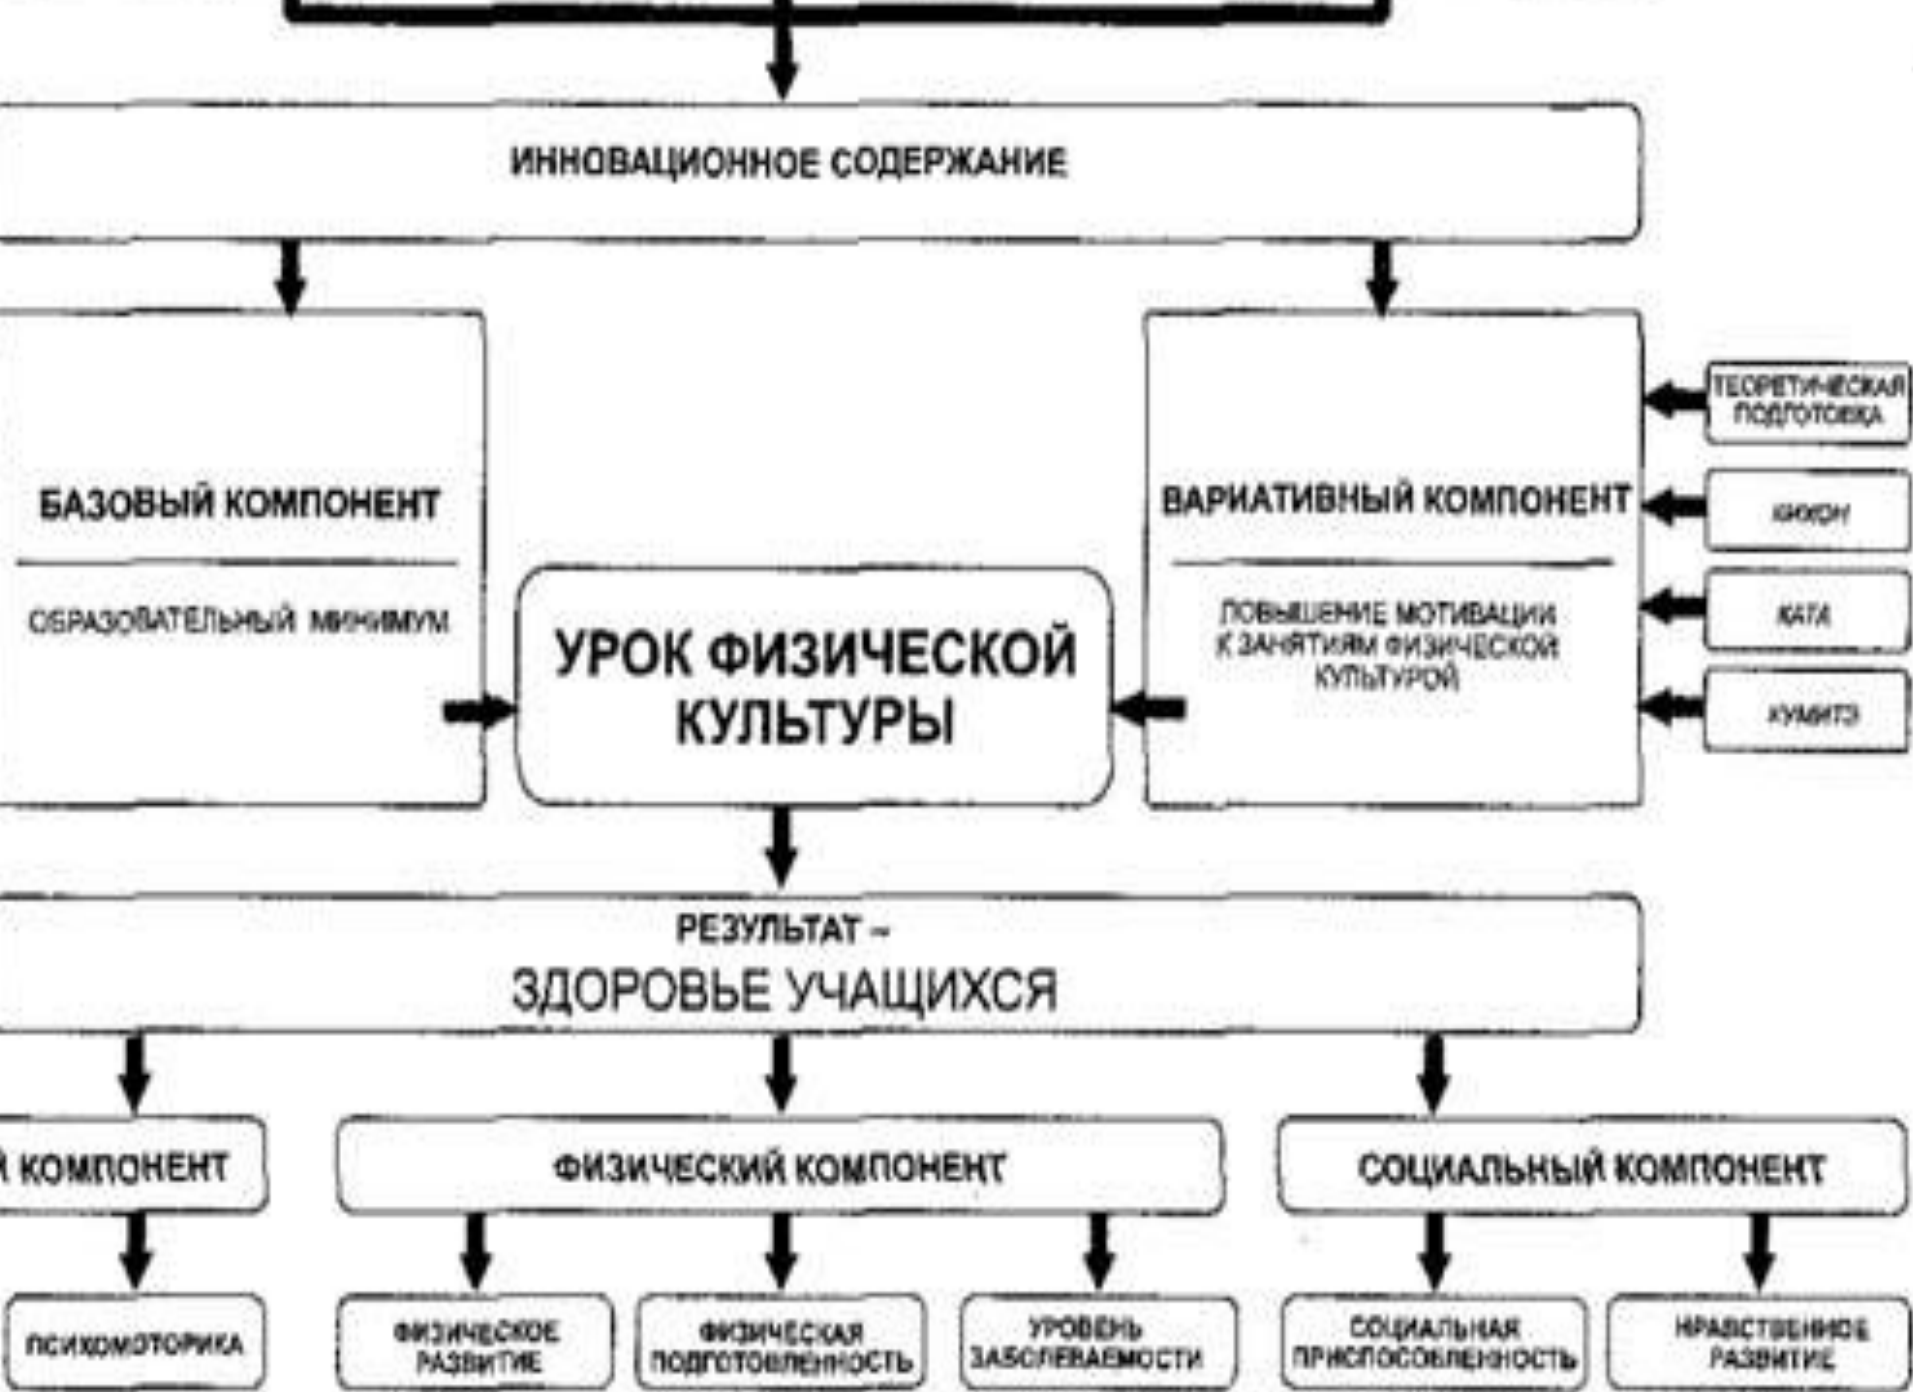 ИННОВАЦИОННОЕ СОДЕРЖАНИЕ
ТЕОРЕТИЧЕСКАЯ
ПОДГОТОВКА
БАЗОВЫЙ КОМПОНЕНТ
ВАРИАТИВНЫЙ КОМПОНЕНТ
КИХОН
ОБРАЗОВАТЕЛЬНЫЙ МИНИМУМ
ПОВЫШЕНИЕ МОТИВАЦИИ
К ЗАНЯТИЯМ ФИЗИЧЕСКОЙ
КУЛЬТУРОЙ
КАТА
УРОК ФИЗИЧЕСКОЙ
КУЛЬТУРЫ
КУМИТЭ
РЕЗУЛЬТАТ –
ЗДОРОВЬЕ УЧАЩИХСЯ
Й КОМПОНЕНТ
ФИЗИЧЕСКИЙ КОМПОНЕНТ
СОЦИАЛЬНЫЙ КОМПОНЕНТ
ПСИХОМОТОРИКА
ФИЗИЧЕСКОЕ
РАЗВИТИЕ
ФИЗИЧЕСКАЯ
ПОДГОТОВЛЕННОСТЬ
УРОВЕНЬ
ЗАБОЛЕВАЕМОСТИ
СОЦИАЛЬНАЯ
ПРИСПОСОБЛЕННОСТЬ
НРАВСТВЕННОЕ
РАЗВИТИЕ